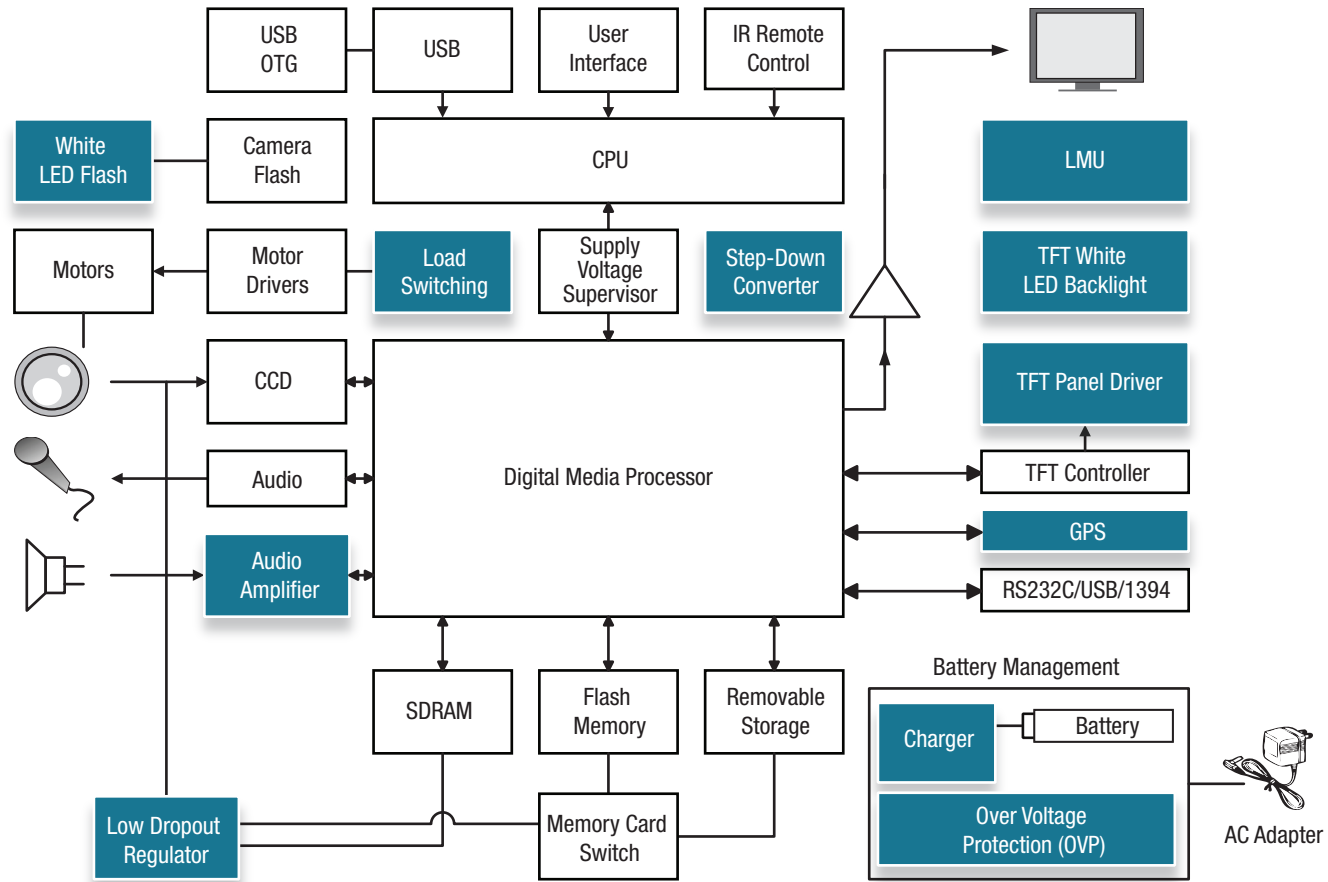 USB
OTG
USB
User
Interface
IR Remote
Control
White
LED Flash
Camera
Flash
CPU
LMU
Motors
Motor
Drivers
Load
Switching
Supply
Voltage
Supervisor
Step-Down
Converter
TFT White
LED Backlight
CCD
TFT Panel Driver
Audio
Digital Media Processor
TFT Controller
GPS
Audio
Amplifier
RS232C/USB/1394
SDRAM
Flash
Memory
Removable
Storage
Battery Management
Charger
Battery
Low Dropout
Regulator
Memory Card
Switch
Over Voltage
Protection (OVP)
AC Adapter